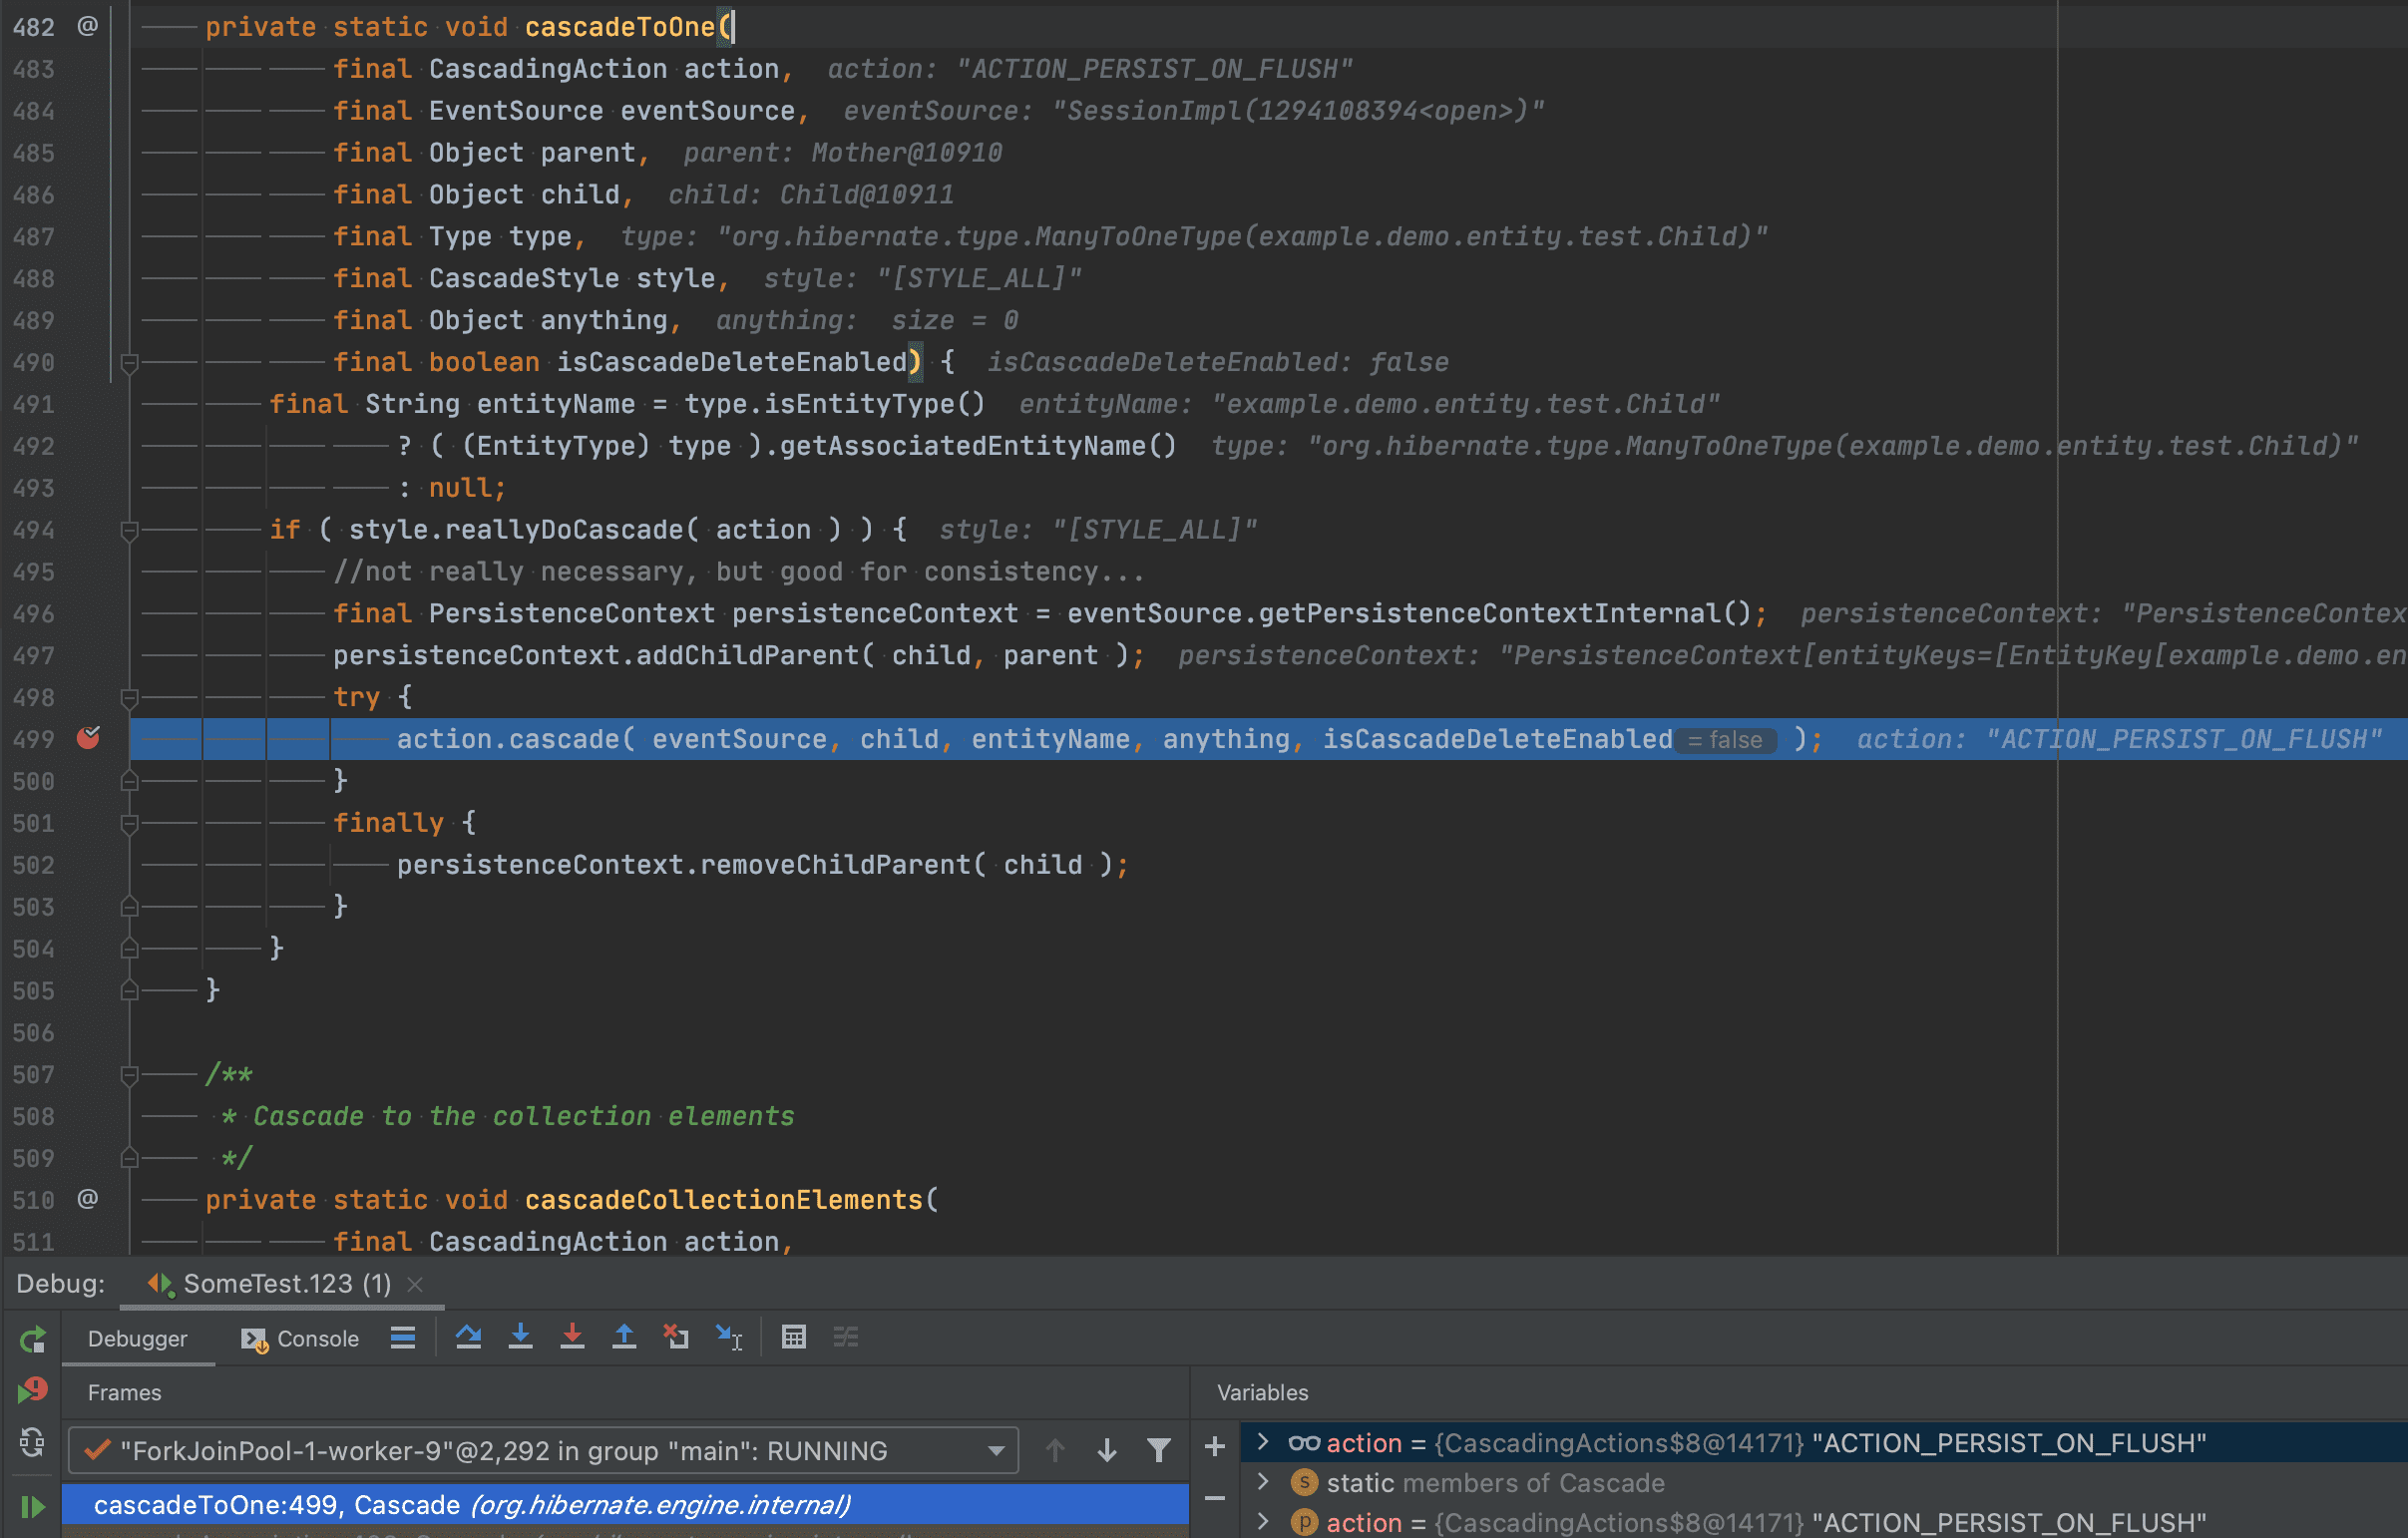 482 @ private static void cascadeToOne(
483 final CascadingAction action, action: "ACTION_PERSIST_ON_FLUSH"
484 final EventSource eventSource, eventSource: "SessionImpl(1294108394<open>)"
485 final Object parent, parent: Mother@10910
486 final Object child, child: Child@10911
487 final Type type, type: "org.hibernate.type.ManyToOneType(example.demo.entity.test.Child)"
488 final CascadeStyle style, style: "[STYLE_ALL]"
489 final Object anything, anything: size = 0
490 final boolean isCascadeDeleteEnabled) { isCascadeDeleteEnabled: false
491 final String entityName = type.isEntityType() entityName: "example.demo.entity.test.Child"
492 ? ( (EntityType) type ).getAssociatedEntityName() type: "org.hibernate.type.ManyToOneType(example.demo.entity.test.Child)"
493 : null;
494 if ( style.reallyDoCascade( action ) ) { style: "[STYLE_ALL]"
495 //not really necessary, but good for consistency...
496 final PersistenceContext persistenceContext = eventSource.getPersistenceContextInternal(); persistenceContext: "PersistenceContex
497 persistenceContext.addChildParent( child, parent ); persistenceContext: "PersistenceContext[entityKeys=[EntityKey[example.demo.en
498 try {
499 action.cascade( eventSource, child, entityName, anything, isCascadeDeleteEnabled = false ); action: "ACTION_PERSIST_ON_FLUSH"
500 }
501 finally {
502 persistenceContext.removeChildParent( child );
503 }
504 }
505 }
506
507 /**
508 * Cascade to the collection elements
509 */
510 @ private static void cascadeCollectionElements(
511 final CascadingAction action,
Debug: SomeTest.123 (1)
Debugger Console
Frames Variables
"ForkJoinPool-1-worker-9"@2,292 in group "main": RUNNING
action = {CascadingActions$8@14171} "ACTION_PERSIST_ON_FLUSH"
static members of Cascade
cascadeToOne:499, Cascade (org.hibernate.engine.internal)
action = {CascadingActions$8@14171} "ACTION_PERSIST_ON_FLUSH"